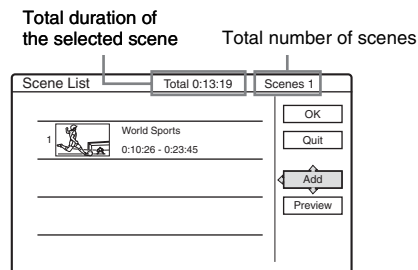 Total duration of
the selected scene
Total number of scenes
Scene List
Total 0:13:19
Scenes 1
OK
1
World Sports
Quit
0:10:26 - 0:23:45
Add
Preview